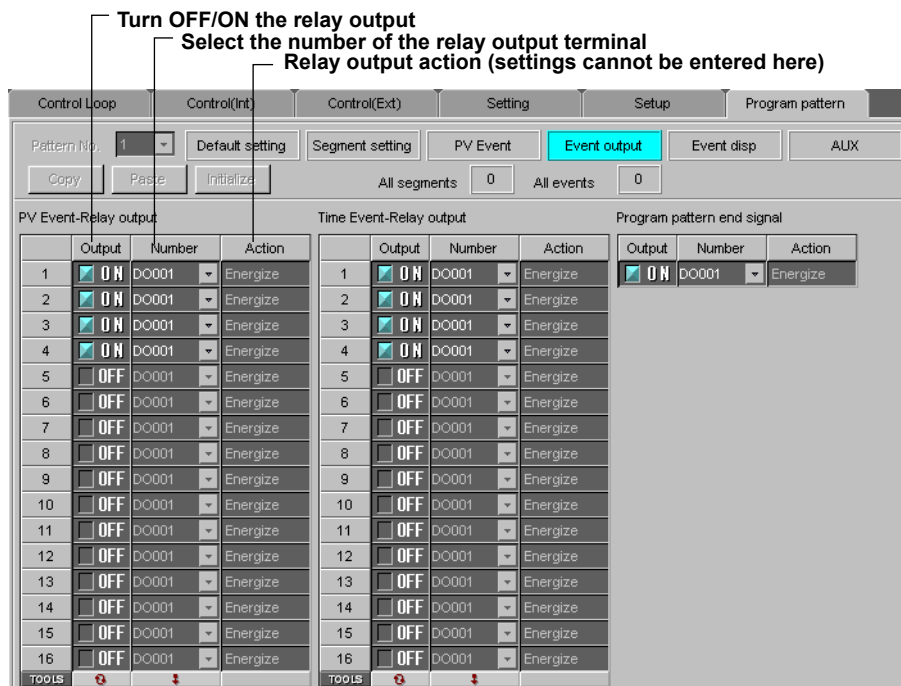 Turn OFF/ON the relay output
Select the number of the relay output terminal
Relay output action (settings cannot be entered here)
Control Loop Control(Int) Control(Ext) Setting Setup Program pattern
Pattern No. 1 Default setting Segment setting PV Event Event output Event disp AUX
Copy Paste Initialize All segments 0 All events 0
PV Event-Relay output Time Event-Relay output Program pattern end signal
Output Number Action Output Number Action Output Number Action
1 ON DO001 Energize 1 ON DO001 Energize ON DO001 Energize
2 ON DO001 Energize 2 ON DO001 Energize
3 ON DO001 Energize 3 ON DO001 Energize
4 ON DO001 Energize 4 ON DO001 Energize
5 OFF DO001 Energize 5 OFF DO001 Energize
6 OFF DO001 Energize 6 OFF DO001 Energize
7 OFF DO001 Energize 7 OFF DO001 Energize
8 OFF DO001 Energize 8 OFF DO001 Energize
9 OFF DO001 Energize 9 OFF DO001 Energize
10 OFF DO001 Energize 10 OFF DO001 Energize
11 OFF DO001 Energize 11 OFF DO001 Energize
12 OFF DO001 Energize 12 OFF DO001 Energize
13 OFF DO001 Energize 13 OFF DO001 Energize
14 OFF DO001 Energize 14 OFF DO001 Energize
15 OFF DO001 Energize 15 OFF DO001 Energize
16 OFF DO001 Energize 16 OFF DO001 Energize
TOOLS TOOLS